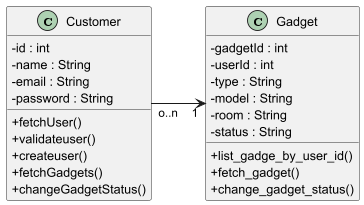 C Customer
-id : int
-name : String
-email : String
-password : String
+fetchUser()
+validateuser()
+createuser()
+fetchGadgets()
+changeGadgetStatus()
o..n 1
C Gadget
-gadgetId : int
-userId : int
-type : String
-model : String
-room : String
-status : String
+list_gadge_by_user_id()
+fetch_gadget()
+change_gadget_status()